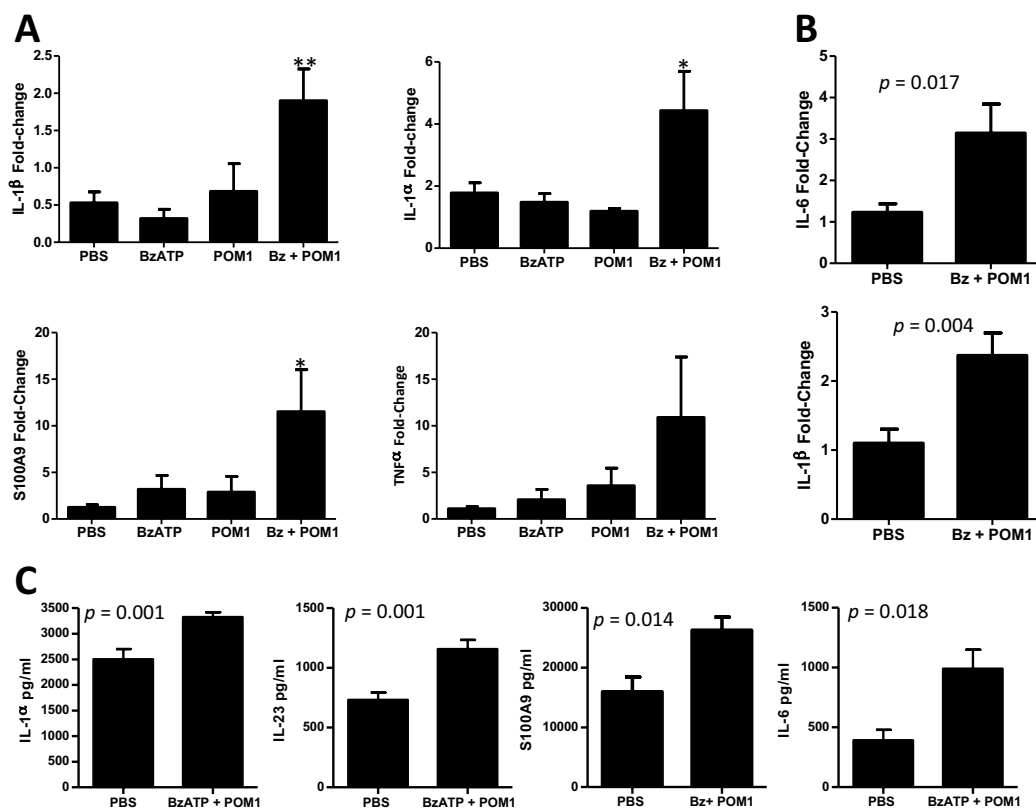 A
IL-1β Fold-change
2.5
2.0
1.5
1.0
0.5
0.0
**
PBS BzATP POM1 Bz + POM1
IL-1α Fold-change
6
4
2
0
*
PBS BzATP POM1 Bz + POM1
S100A9 Fold-Change
20
15
10
5
0
*
PBS BzATP POM1 Bz + POM1
TNFα Fold-Change
20
15
10
5
0
PBS BzATP POM1 Bz + POM1
B
IL-6 Fold-Change
5
4
3
2
1
0
p = 0.017
PBS Bz + POM1
IL-1β Fold-Change
3
2
1
0
p = 0.004
PBS Bz + POM1
C
IL-1α pg/ml
3500
3000
2500
2000
1500
1000
500
0
p = 0.001
PBS BzATP + POM1
IL-23 pg/ml
1500
1000
500
0
p = 0.001
PBS BzATP + POM1
S100A9 pg/ml
30000
20000
10000
0
p = 0.014
PBS Bz+ POM1
IL-6 pg/ml
1500
1000
500
0
p = 0.018
PBS BzATP + POM1